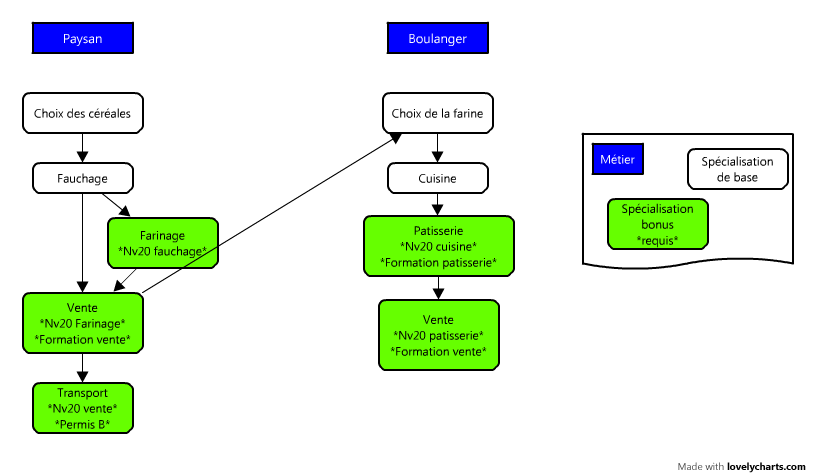 Paysan
Choix des céréales
Fauchage
Farinage
*Nv20 fauchage*
Vente
*Nv20 Farinage*
*Formation vente*
Transport
*Nv20 vente*
*Permis B*
Boulanger
Choix de la farine
Cuisine
Patisserie
*Nv20 cuisine*
*Formation patisserie*
Vente
*Nv20 patisserie*
*Formation vente*
Métier
Spécialisation
de base
Spécialisation
bonus
*requis*
Made with lovelycharts.com